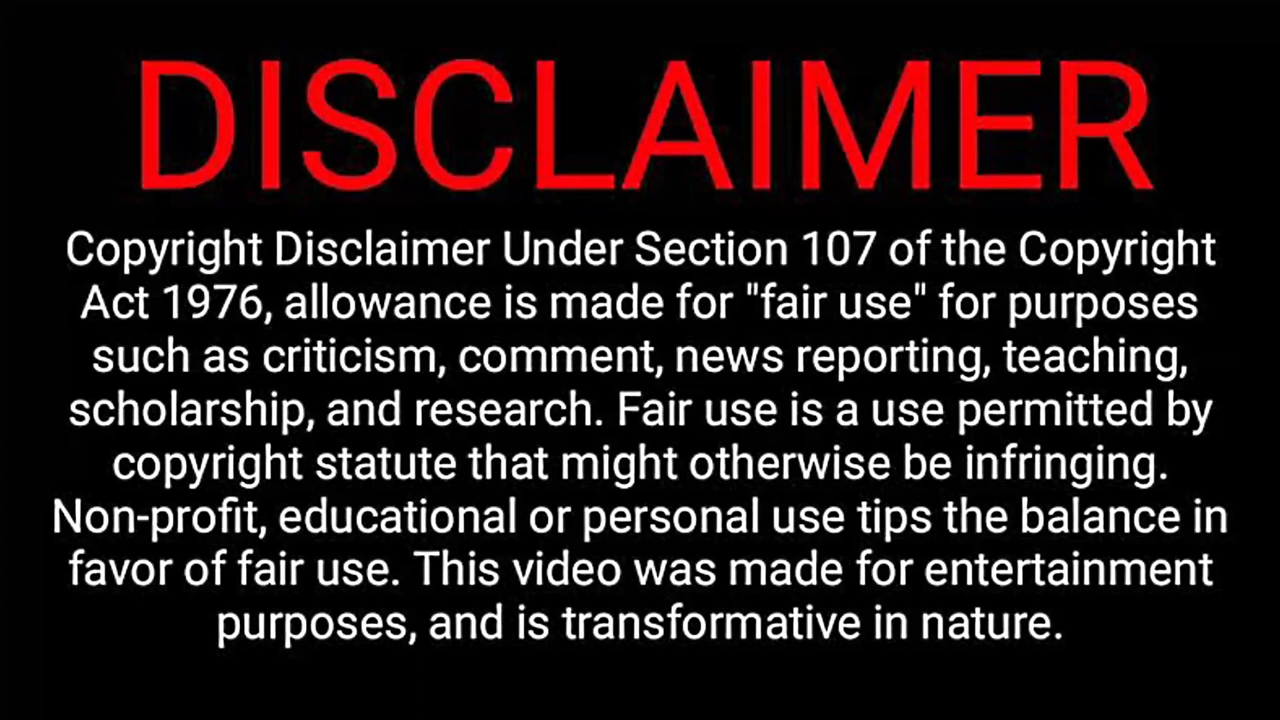 DISCLAIMER
Copyright Disclaimer Under Section 107 of the Copyright
Act 1976, allowance is made for "fair use" for purposes
such as criticism, comment, news reporting, teaching,
scholarship, and research. Fair use is a use permitted by
copyright statute that might otherwise be infringing.
Non-profit, educational or personal use tips the balance in
favor of fair use. This video was made for entertainment
purposes, and is transformative in nature.